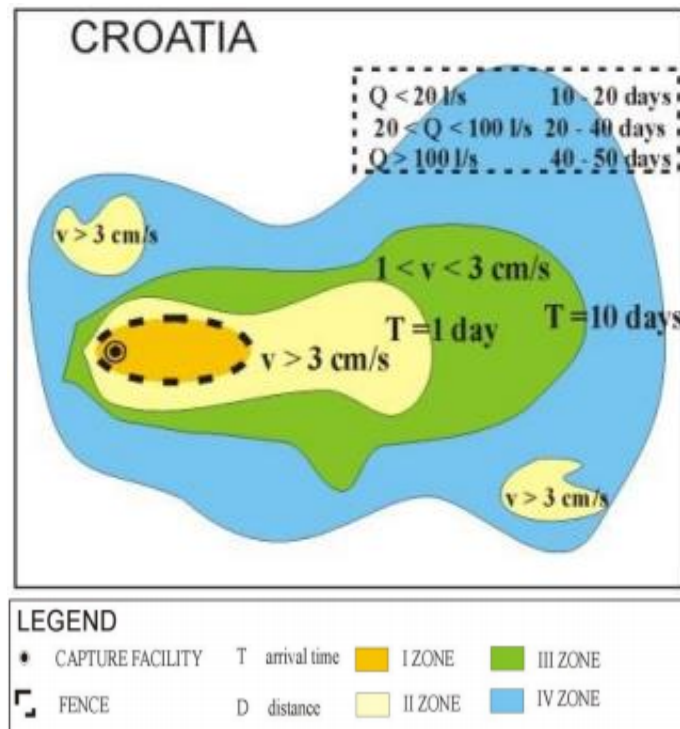 CROATIA
Q < 20 l/s 10 - 20 days
20 < Q < 100 l/s 20 - 40 days
Q > 100 l/s 40 - 50 days
v > 3 cm/s
1 < v < 3 cm/s
T =1 day
T =10 days
v > 3 cm/s
v > 3 cm/s
LEGEND
CAPTURE FACILITY T arrival time I ZONE III ZONE
FENCE D distance II ZONE IV ZONE